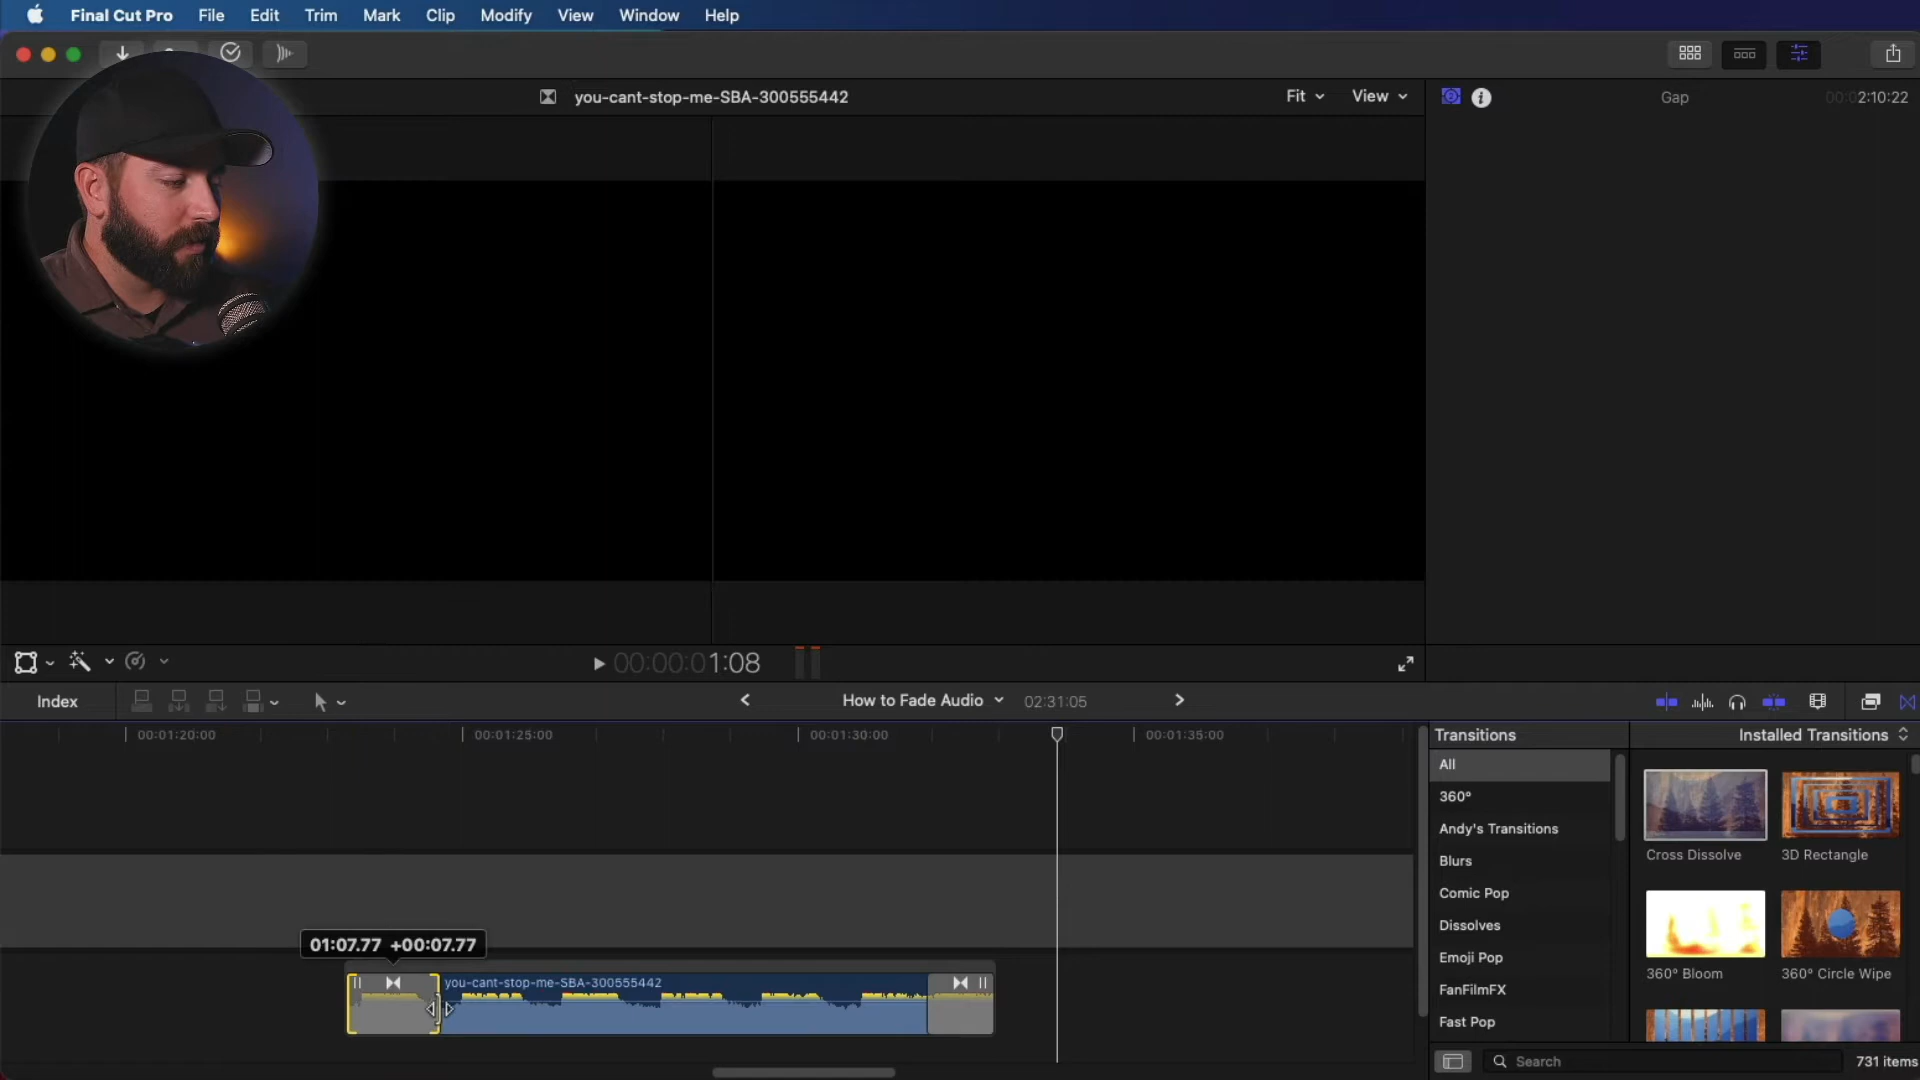 Final Cut Pro File Edit Trim Mark Clip Modify View Window Help
you-cant-stop-me-SBA-300555442
Fit View
Gap 00:02:10:22
00:00:01:08
Index
How to Fade Audio 02:31:05
00:01:20:00 00:01:25:00 00:01:30:00 00:01:35:00
01:07.77 +00:07.77
you-cant-stop-me-SBA-300555442
Transitions
Installed Transitions
All
360°
Andy's Transitions
Blurs
Comic Pop
Dissolves
Emoji Pop
FanFilmFX
Fast Pop
Cross Dissolve
3D Rectangle
360° Bloom
360° Circle Wipe
Search
731 items